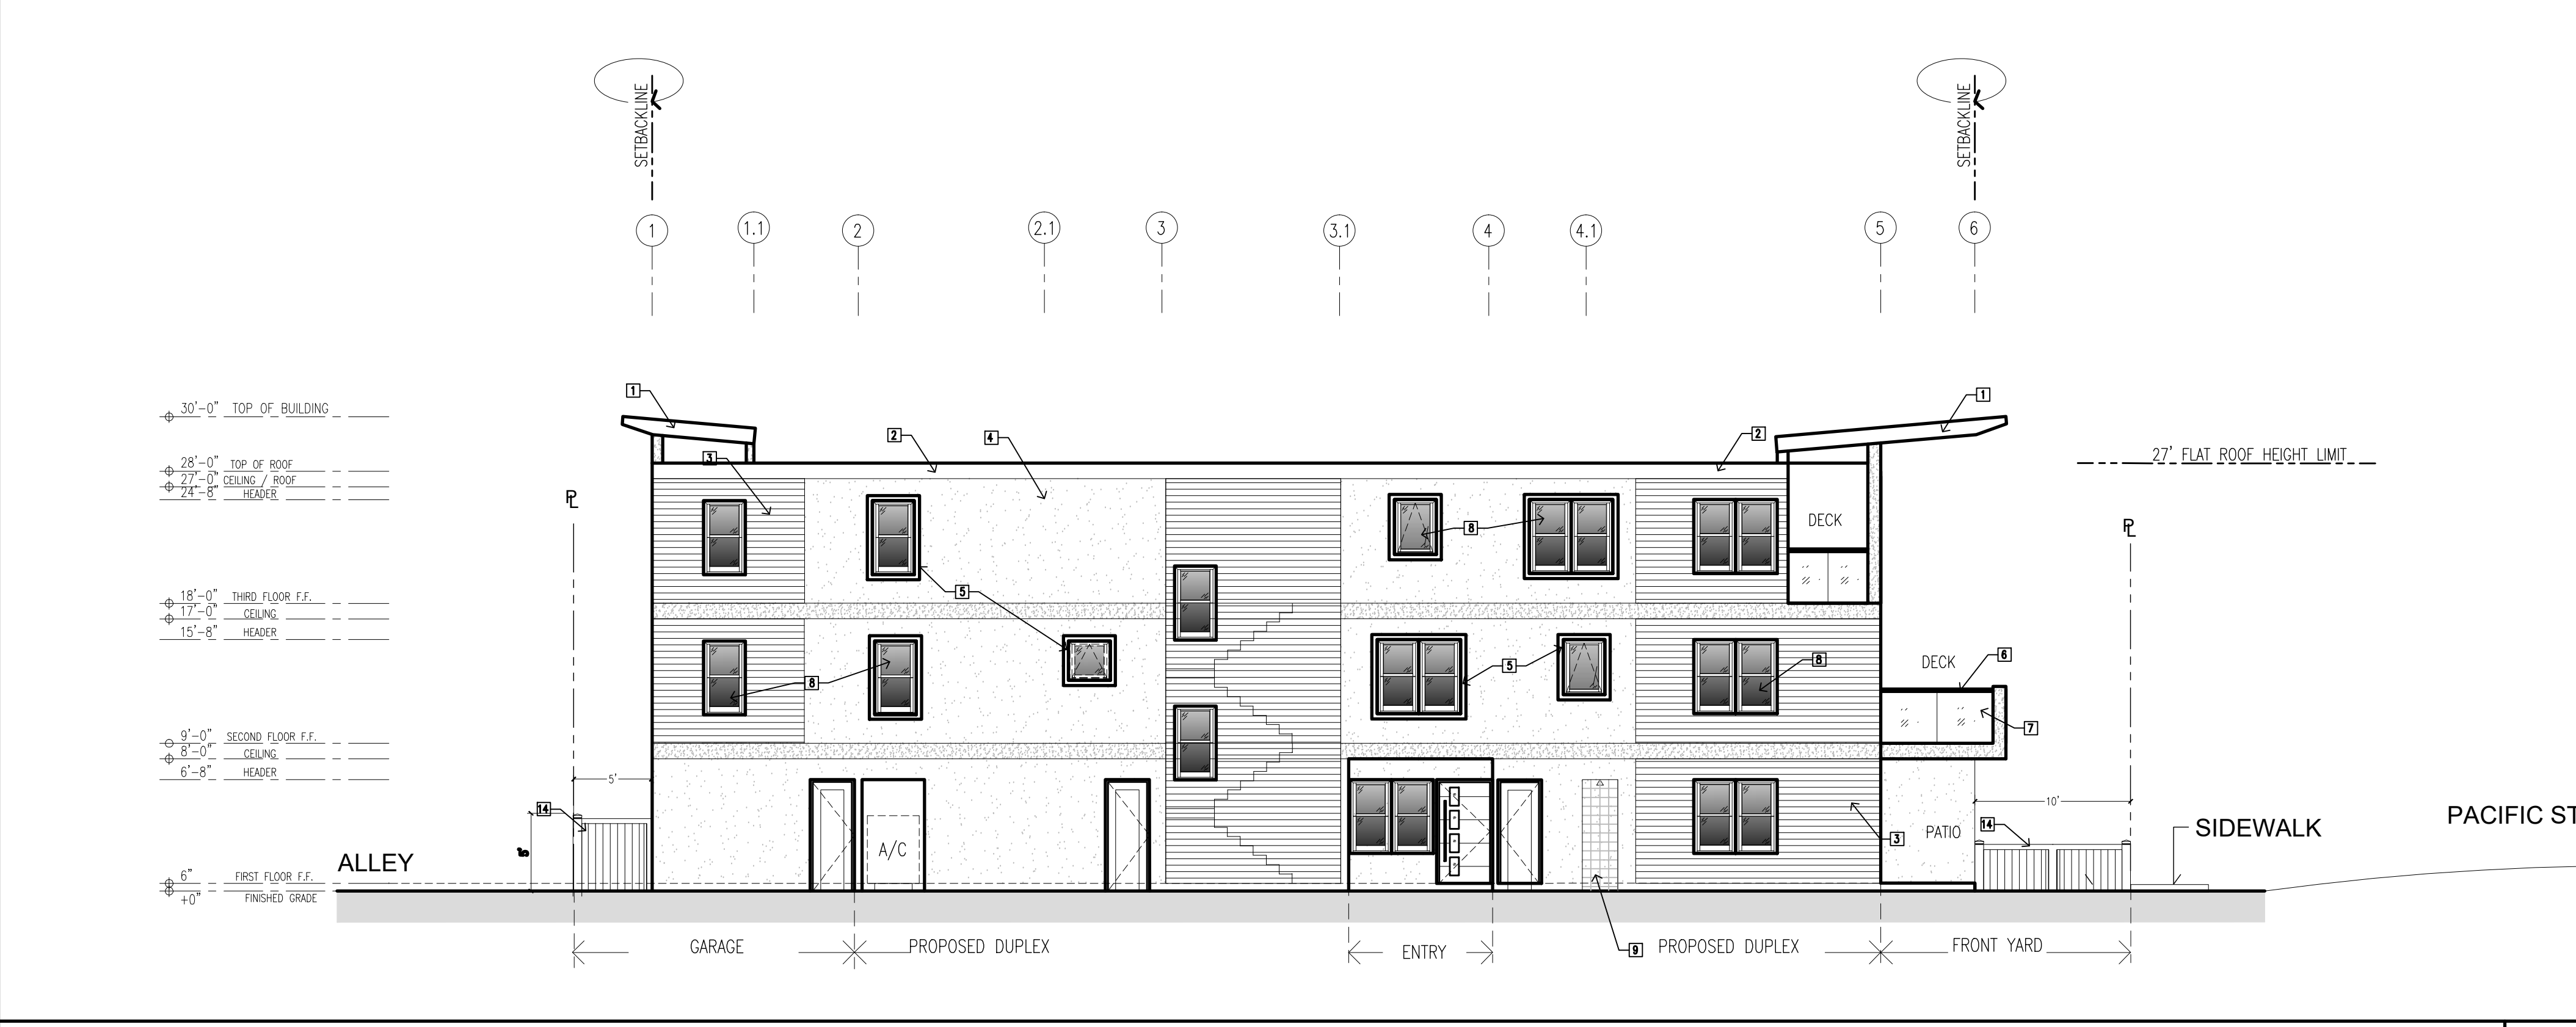 SETBACKLINE
SETBACKLINE
1
1.1
2
2.1
3
3.1
4
4.1
5
6
1
1
30'-0" TOP OF BUILDING
2
4
2
3
28'-0" TOP OF ROOF
27'-0" CEILING / ROOF
24'-8" HEADER
27' FLAT ROOF HEIGHT LIMIT
PL
PL
8
DECK
5
18'-0" THIRD FLOOR F.F.
17'-0" CEILING
15'-8" HEADER
8
5
8
DECK
6
7
9'-0" SECOND FLOOR F.F.
8'-0" CEILING
6'-8" HEADER
5'
10'
14
A/C
3
PATIO
14
SIDEWALK
PACIFIC ST
ALLEY
6" FIRST FLOOR F.F.
+0" FINISHED GRADE
GARAGE
PROPOSED DUPLEX
ENTRY
9
PROPOSED DUPLEX
FRONT YARD